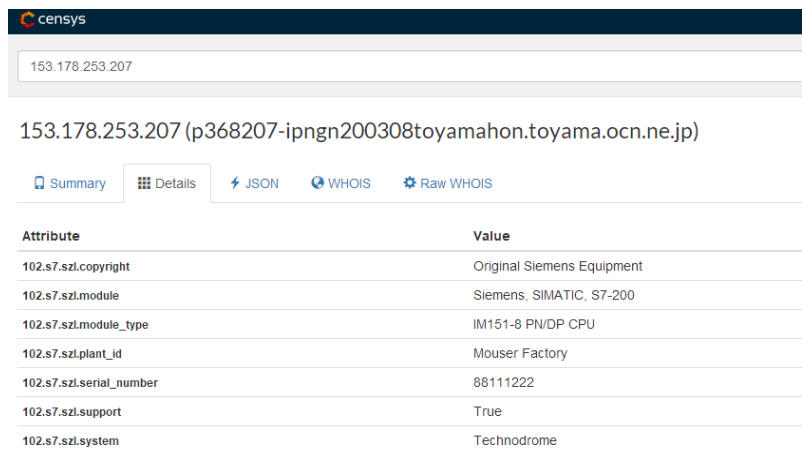 censys
153.178.253.207
153.178.253.207 (p368207-ipngn200308toyamahon.toyama.ocn.ne.jp)
Summary Details JSON WHOIS Raw WHOIS
Attribute Value
102.s7.szl.copyright Original Siemens Equipment
102.s7.szl.module Siemens, SIMATIC, S7-200
102.s7.szl.module_type IM151-8 PN/DP CPU
102.s7.szl.plant_id Mouser Factory
102.s7.szl.serial_number 88111222
102.s7.szl.support True
102.s7.szl.system Technodrome